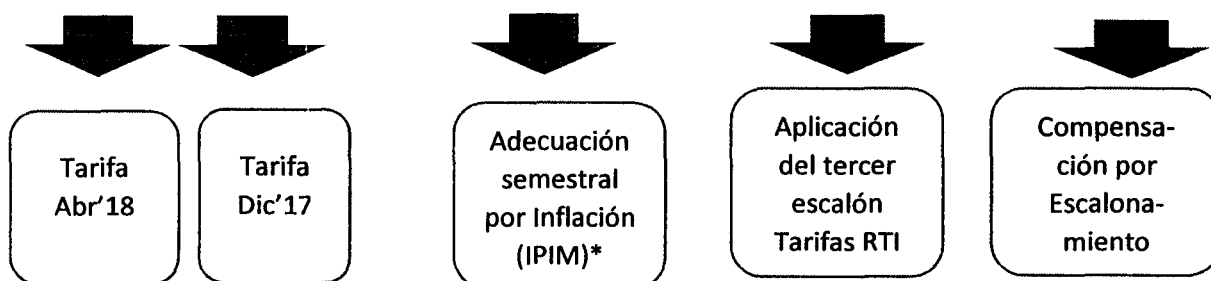 Tarifa
Abr'18
Tarifa
Dic'17
Adecuación
semestral
por Inflación
(IPIM)*
Aplicación
del tercer
escalón
Tarifas RTI
Compensa-
ción por
Escalona-
miento